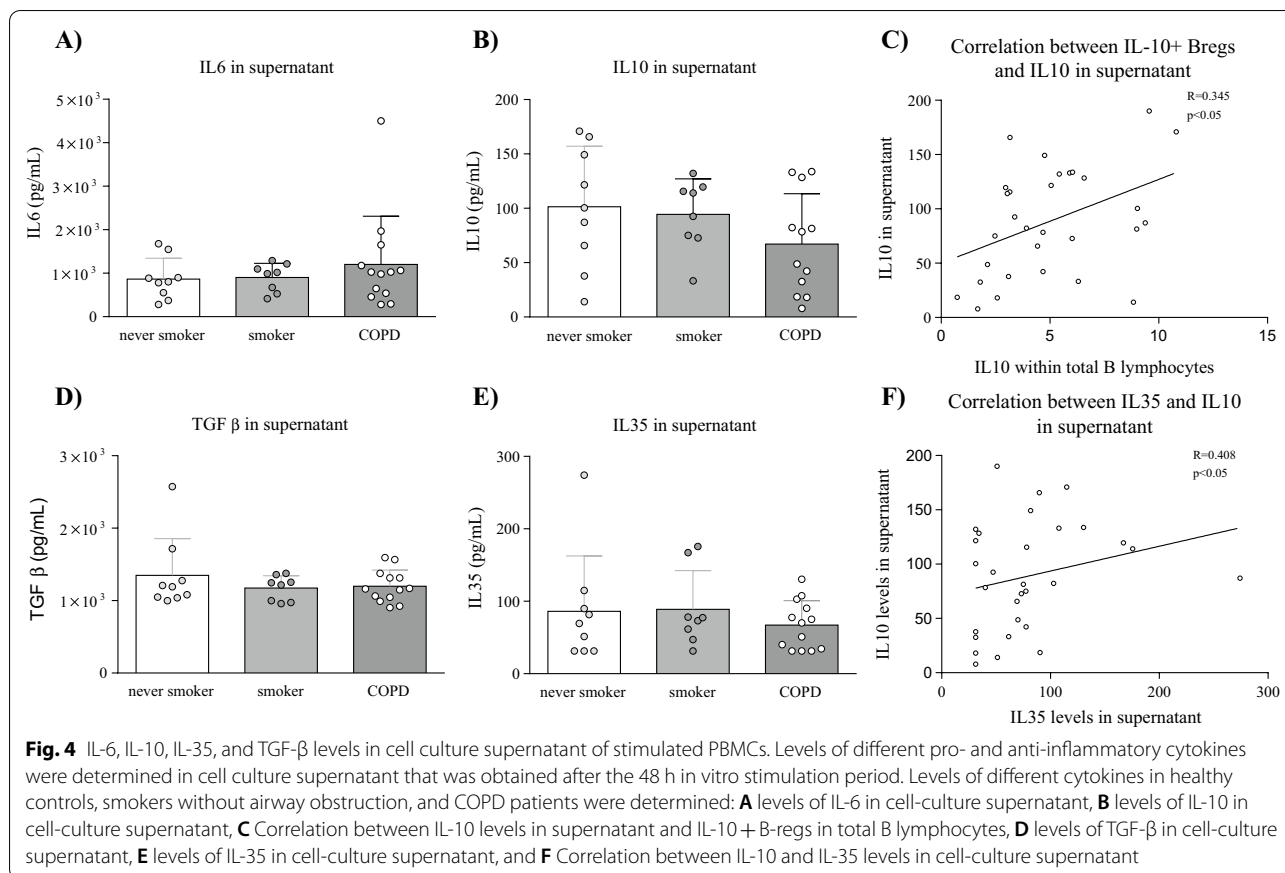 A)
IL6 in supernatant
IL6 (pg/mL)
5×10³
4×10³
3×10³
2×10³
1×10³
0
never smoker
smoker
COPD
B)
IL10 in supernatant
IL10 (pg/mL)
200
150
100
50
0
never smoker
smoker
COPD
C)
Correlation between IL-10+ Bregs
and IL10 in supernatant
R=0.345
p<0.05
IL10 in supernatant
200
150
100
50
0
0
5
10
15
IL10 within total B lymphocytes
D)
TGF β in supernatant
TGF β (pg/mL)
3×10³
2×10³
1×10³
0
never smoker
smoker
COPD
E)
IL35 in supernatant
IL35 (pg/mL)
300
200
100
0
never smoker
smoker
COPD
F)
Correlation between IL35 and IL10
in supernatant
R=0.408
p<0.05
IL10 levels in supernatant
200
150
100
50
0
0
100
200
300
IL35 levels in supernatant
Fig. 4 IL-6, IL-10, IL-35, and TGF-β levels in cell culture supernatant of stimulated PBMCs. Levels of different pro- and anti-inflammatory cytokines
were determined in cell culture supernatant that was obtained after the 48 h in vitro stimulation period. Levels of different cytokines in healthy
controls, smokers without airway obstruction, and COPD patients were determined: A levels of IL-6 in cell-culture supernatant, B levels of IL-10 in
cell-culture supernatant, C Correlation between IL-10 levels in supernatant and IL-10+B-regs in total B lymphocytes, D levels of TGF-β in cell-culture
supernatant, E levels of IL-35 in cell-culture supernatant, and F Correlation between IL-10 and IL-35 levels in cell-culture supernatant